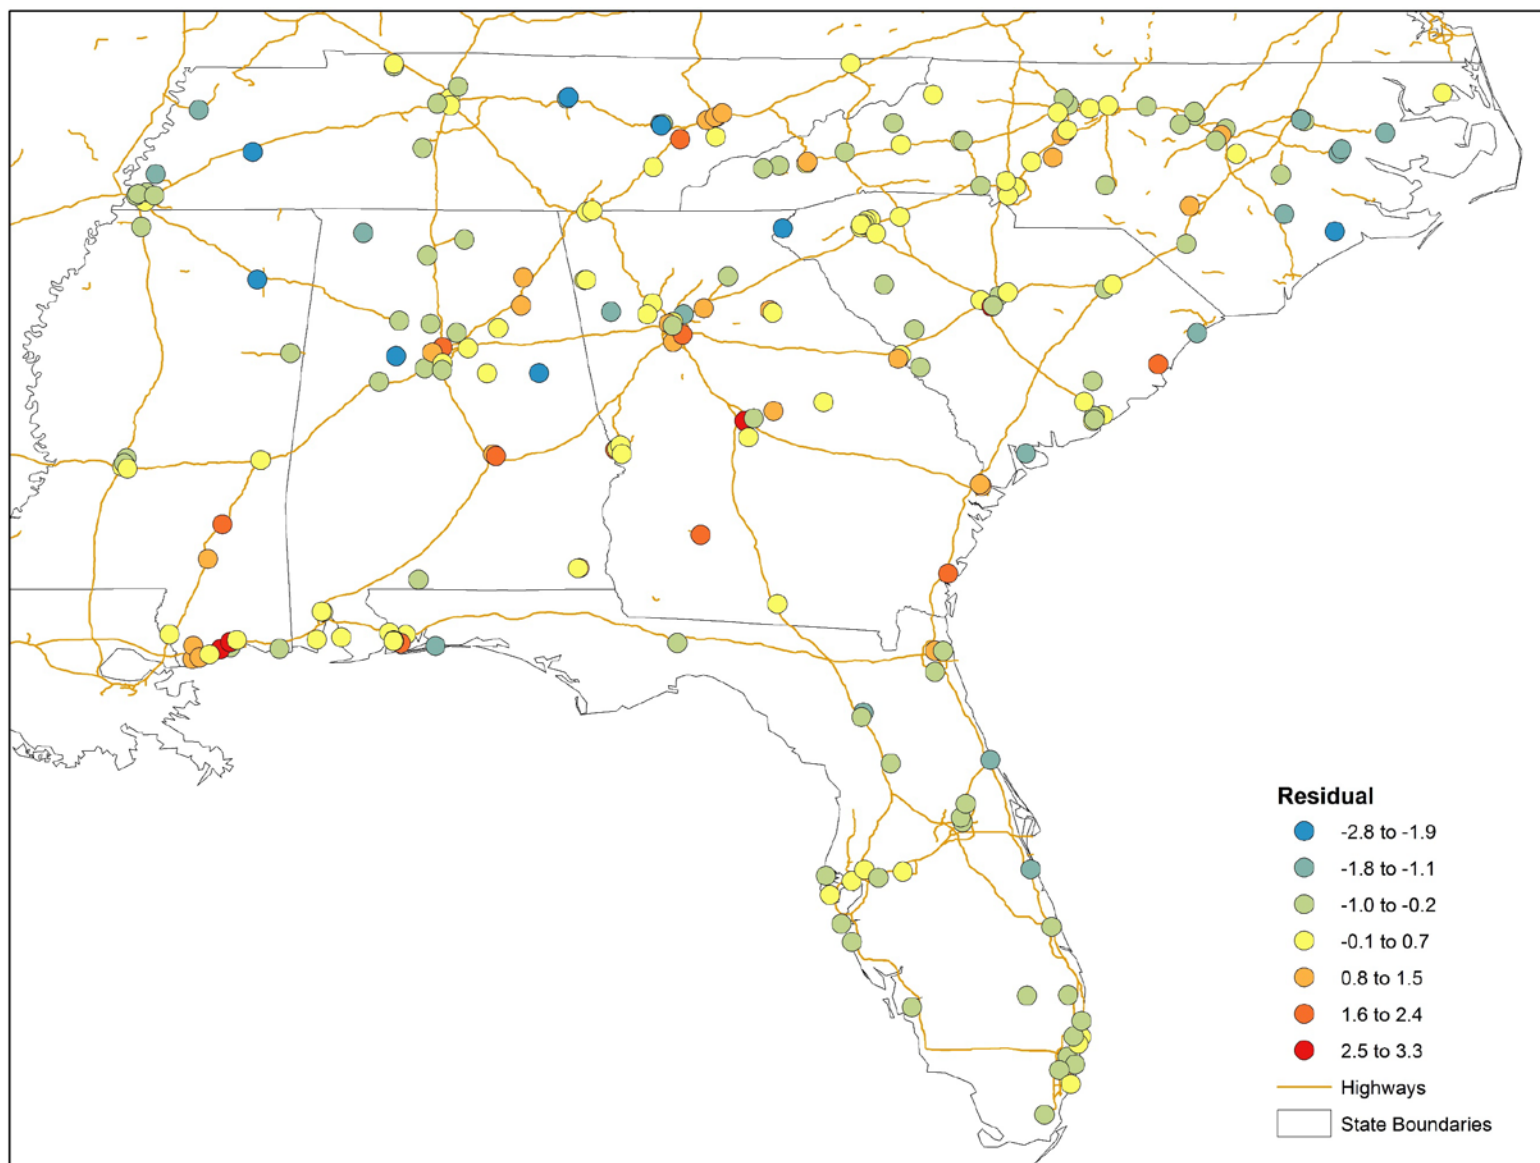 Residual
-2.8 to -1.9
-1.8 to -1.1
-1.0 to -0.2
-0.1 to 0.7
0.8 to 1.5
1.6 to 2.4
2.5 to 3.3
Highways
State Boundaries